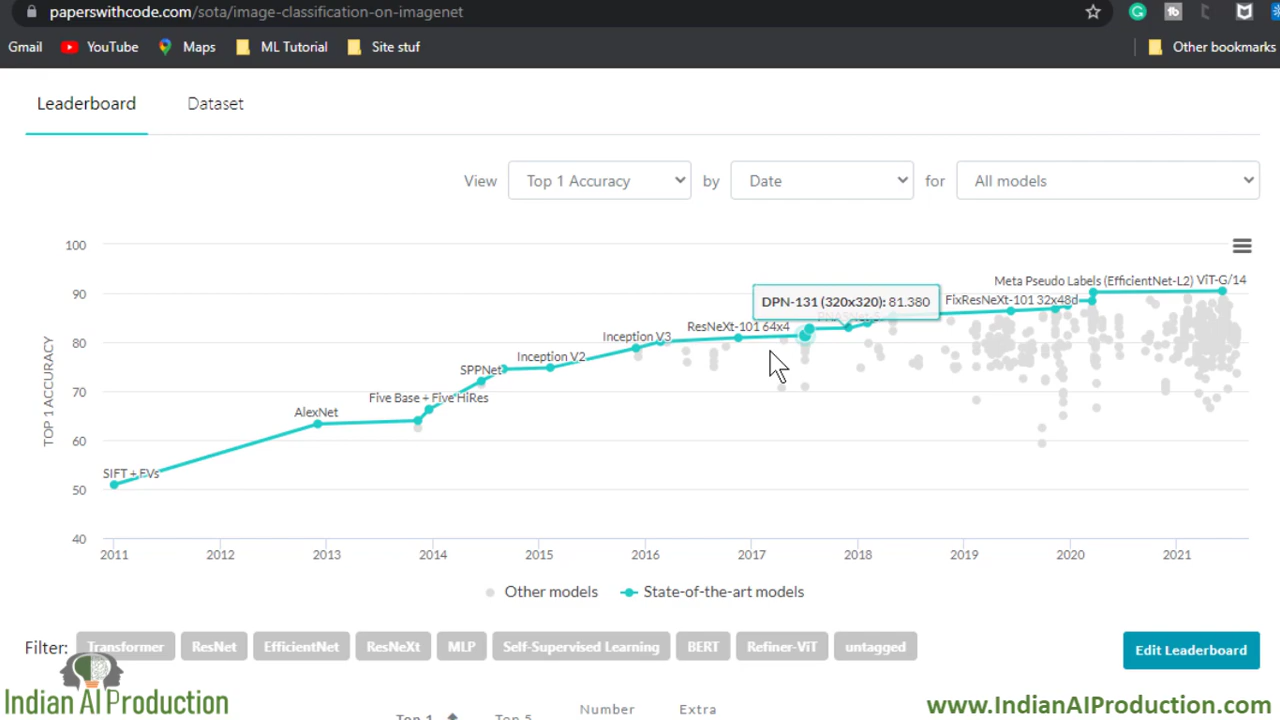 paperswithcode.com/sota/image-classification-on-imagenet
Gmail YouTube Maps ML Tutorial Site stuf Other bookmarks
Leaderboard Dataset
View Top 1 Accuracy by Date for All models
TOP 1 ACCURACY
100
90
80
70
60
50
40
SIFT + FVs
AlexNet
Five Base + Five HiRes
SPPNet
Inception V2
Inception V3
ResNeXt-101 64x4
DPN-131 (320x320): 81.380
FixResNeXt-101 32x48d
Meta Pseudo Labels (EfficientNet-L2)
ViT-G/14
2011 2012 2013 2014 2015 2016 2017 2018 2019 2020 2021
Other models State-of-the-art models
Filter: Transformer ResNet EfficientNet ResNeXt MLP Self-Supervised Learning BERT Refiner-ViT untagged
Edit Leaderboard
Indian AI Production
www.IndianAIProduction.com
Number Extra
Top 1 Top 5